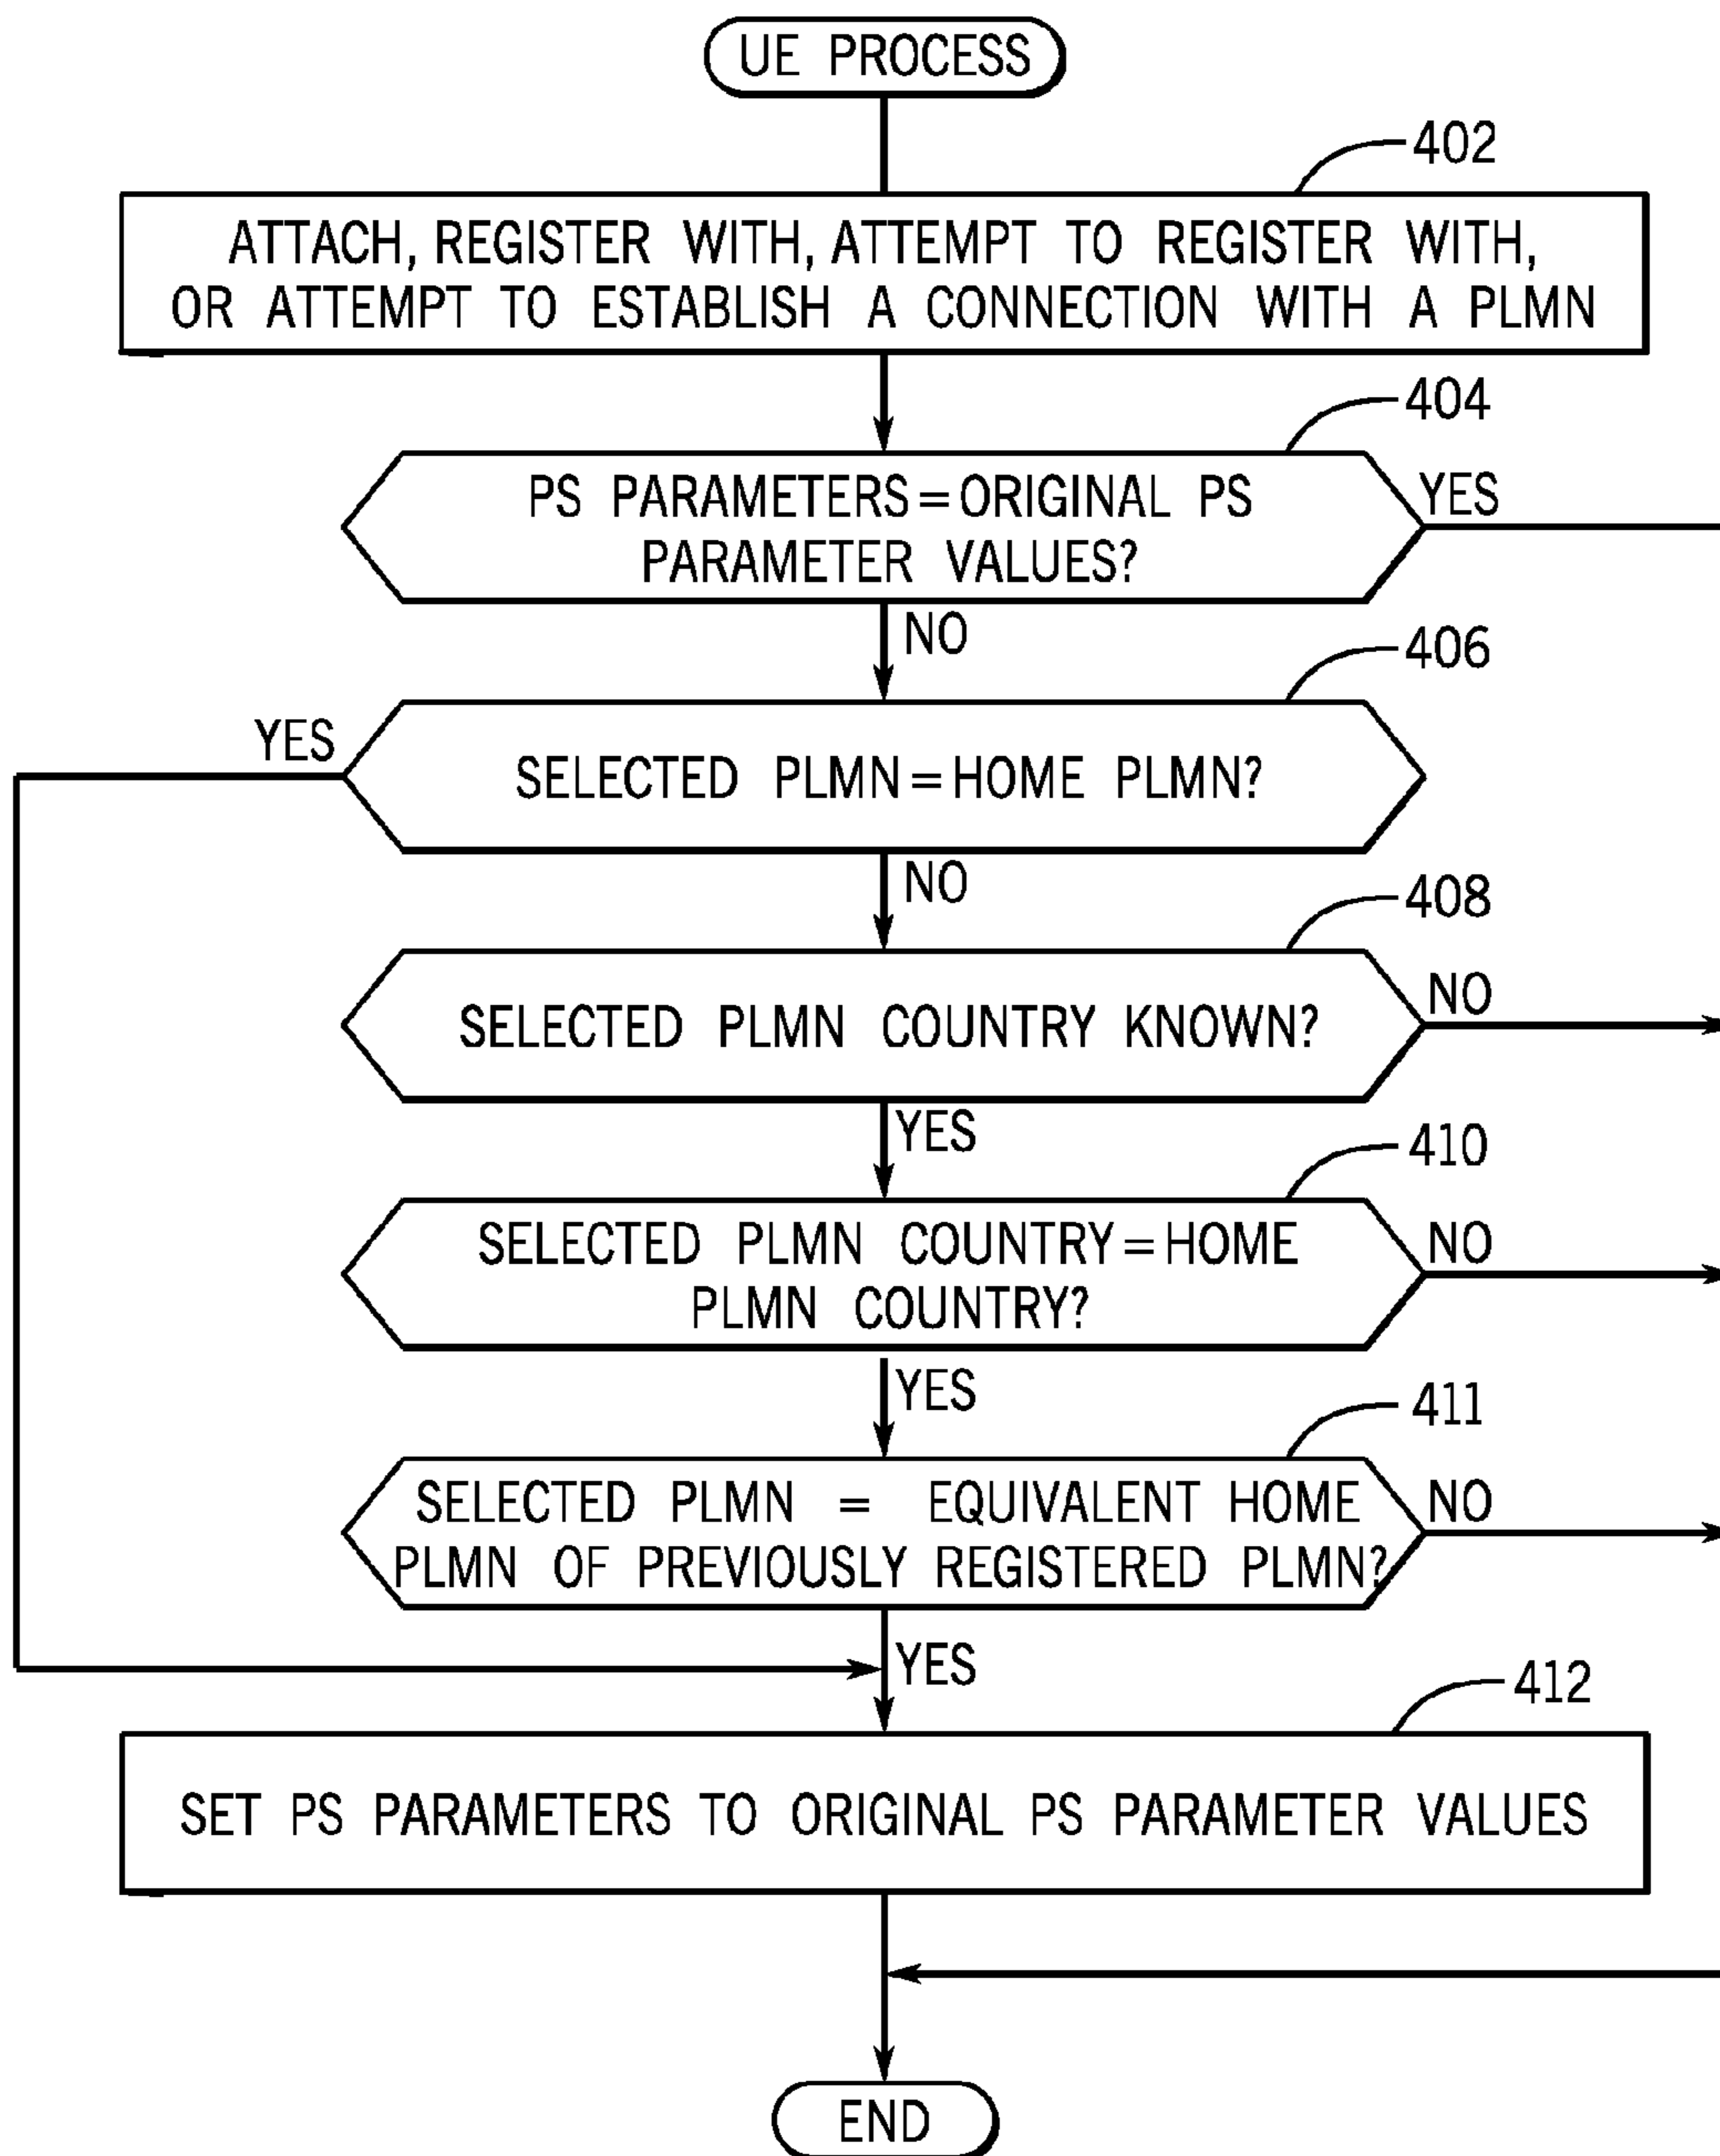 UE PROCESS
402
ATTACH, REGISTER WITH, ATTEMPT TO REGISTER WITH,
OR ATTEMPT TO ESTABLISH A CONNECTION WITH A PLMN
404
PS PARAMETERS=ORIGINAL PS
PARAMETER VALUES?
YES
NO
406
YES
SELECTED PLMN=HOME PLMN?
NO
408
SELECTED PLMN COUNTRY KNOWN?
NO
YES
410
SELECTED PLMN COUNTRY=HOME
PLMN COUNTRY?
NO
YES
411
SELECTED PLMN = EQUIVALENT HOME
PLMN OF PREVIOUSLY REGISTERED PLMN?
NO
YES
412
SET PS PARAMETERS TO ORIGINAL PS PARAMETER VALUES
END